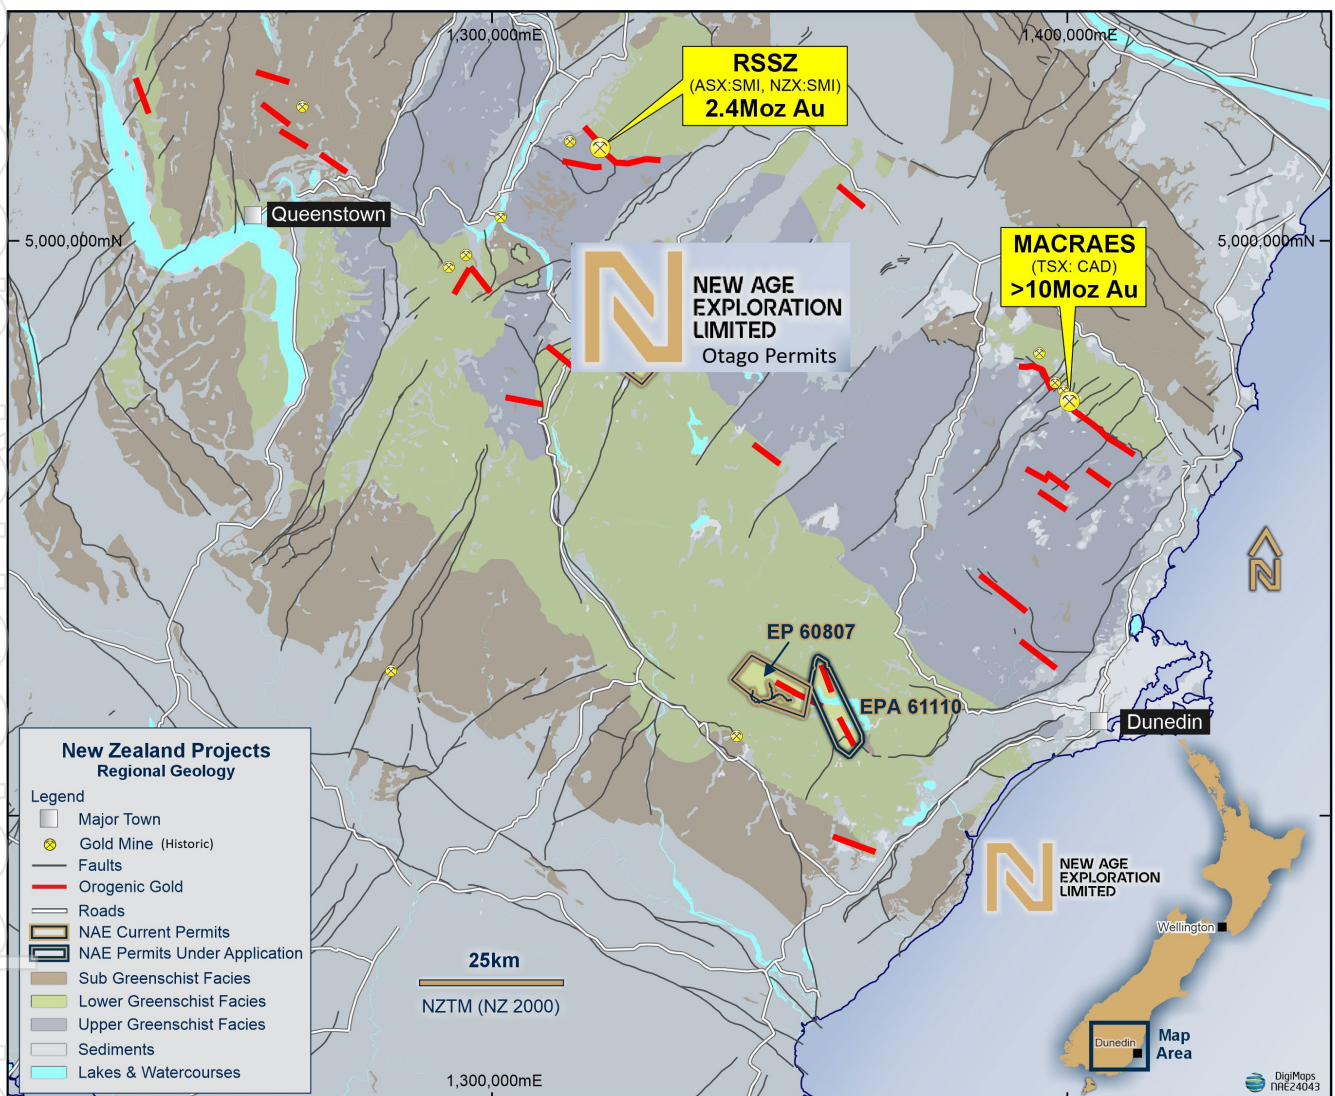 1,300,000mE
1,400,000mE
RSSZ
(ASX:SMI, NZX:SMI)
2.4Moz Au
Queenstown
5,000,000mN
5,000,000mN
MACRAES
(TSX: CAD)
>10Moz Au
NEW AGE
EXPLORATION
LIMITED
Otago Permits
EP 60807
EPA 61110
Dunedin
New Zealand Projects
Regional Geology
Legend
Major Town
Gold Mine (Historic)
Faults
Orogenic Gold
Roads
NAE Current Permits
NAE Permits Under Application
Sub Greenschist Facies
Lower Greenschist Facies
Upper Greenschist Facies
Sediments
Lakes & Watercourses
25km
NZTM (NZ 2000)
NEW AGE
EXPLORATION
LIMITED
Wellington
Dunedin
Map
Area
1,300,000mE
DigiMaps
NAE24043